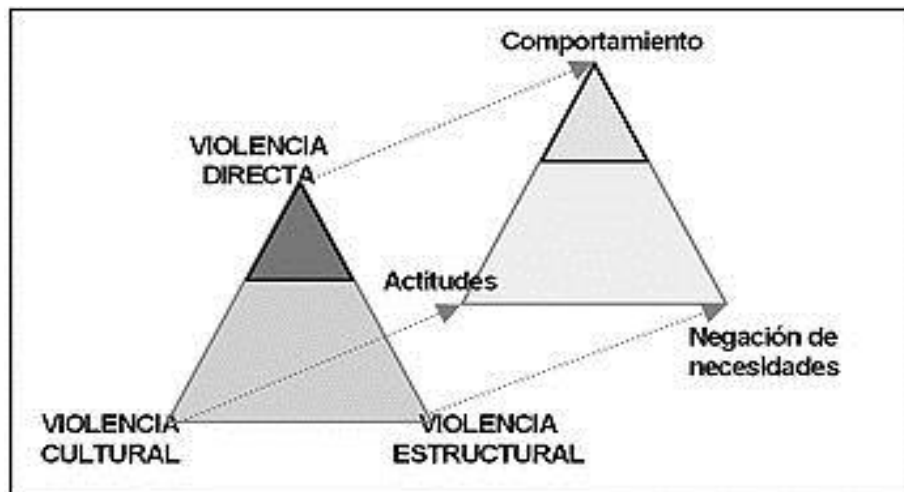 Comportamiento
VIOLENCIA
DIRECTA
Actitudes
Negación de
necesidades
VIOLENCIA
CULTURAL
VIOLENCIA
ESTRUCTURAL